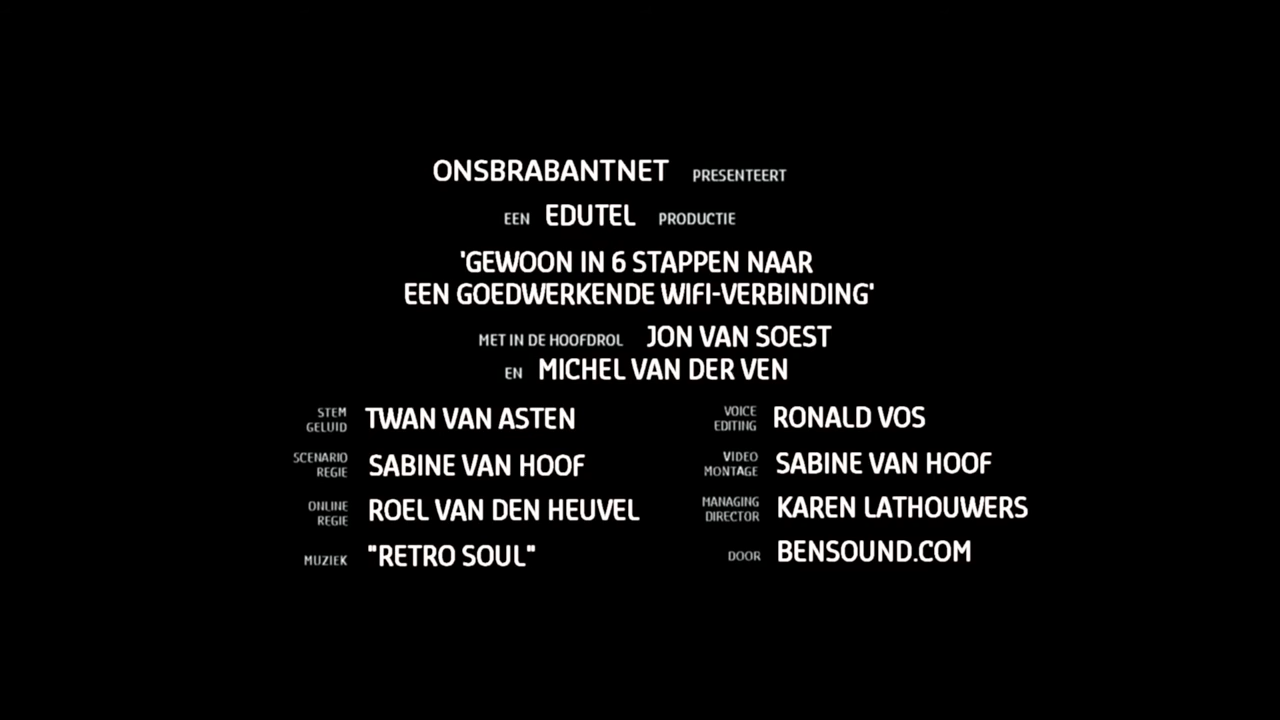 ONSBRABANTNET PRESENTEERT
EEN EDUTEL PRODUCTIE
'GEWOON IN 6 STAPPEN NAAR
EEN GOEDWERKENDE WIFI-VERBINDING'
MET IN DE HOOFDROL JON VAN SOEST
EN MICHEL VAN DER VEN
STEM
GELUID
TWAN VAN ASTEN
VOICE
EDITING
RONALD VOS
SCENARIO
REGIE
SABINE VAN HOOF
VIDEO
MONTAGE
SABINE VAN HOOF
ONLINE
REGIE
ROEL VAN DEN HEUVEL
MANAGING
DIRECTOR
KAREN LATHOUWERS
MUZIEK "RETRO SOUL"
DOOR BENSOUND.COM